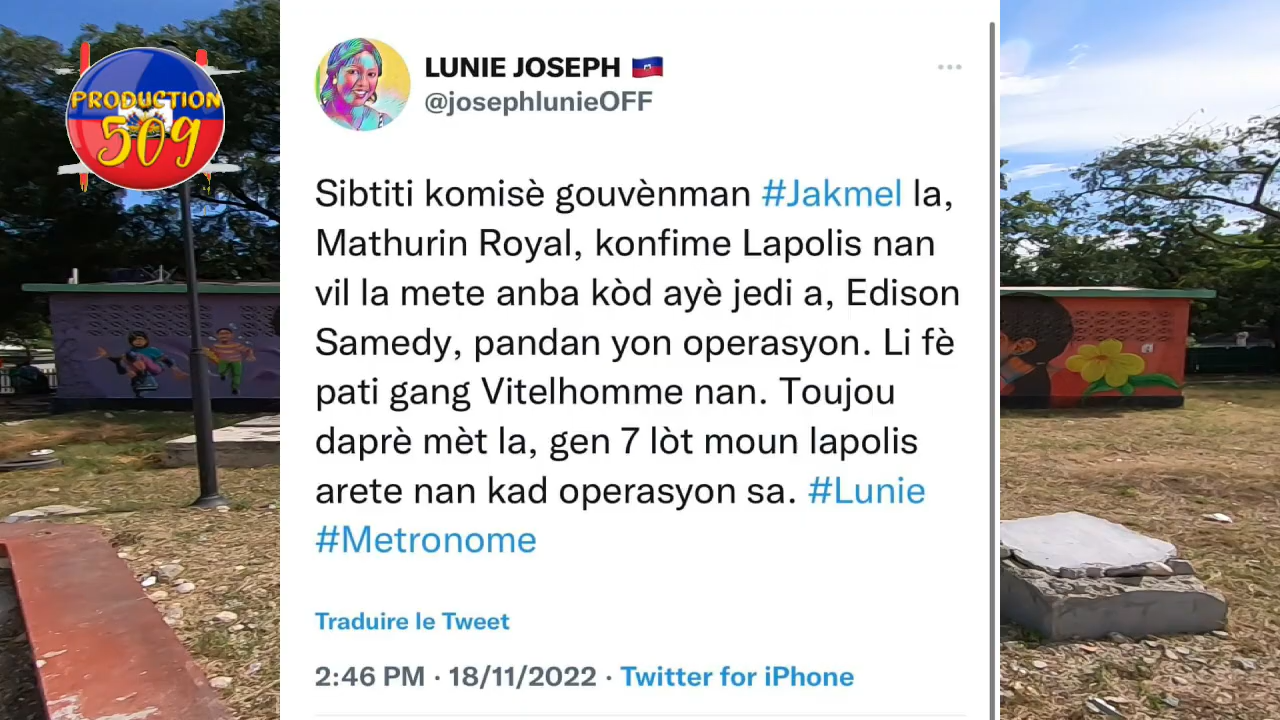 PRODUCTION
509
LUNIE JOSEPH 🇭🇹
@josephlunieOFF
Sibtiti komisè gouvènman #Jakmel la,
Mathurin Royal, konfime Lapolis nan
vil la mete anba kòd ayè jedi a, Edison
Samedy, pandan yon operasyon. Li fè
pati gang Vitelhomme nan. Toujou
daprè mèt la, gen 7 lòt moun lapolis
arete nan kad operasyon sa. #Lunie
#Metronome
Traduire le Tweet
2:46 PM · 18/11/2022 · Twitter for iPhone